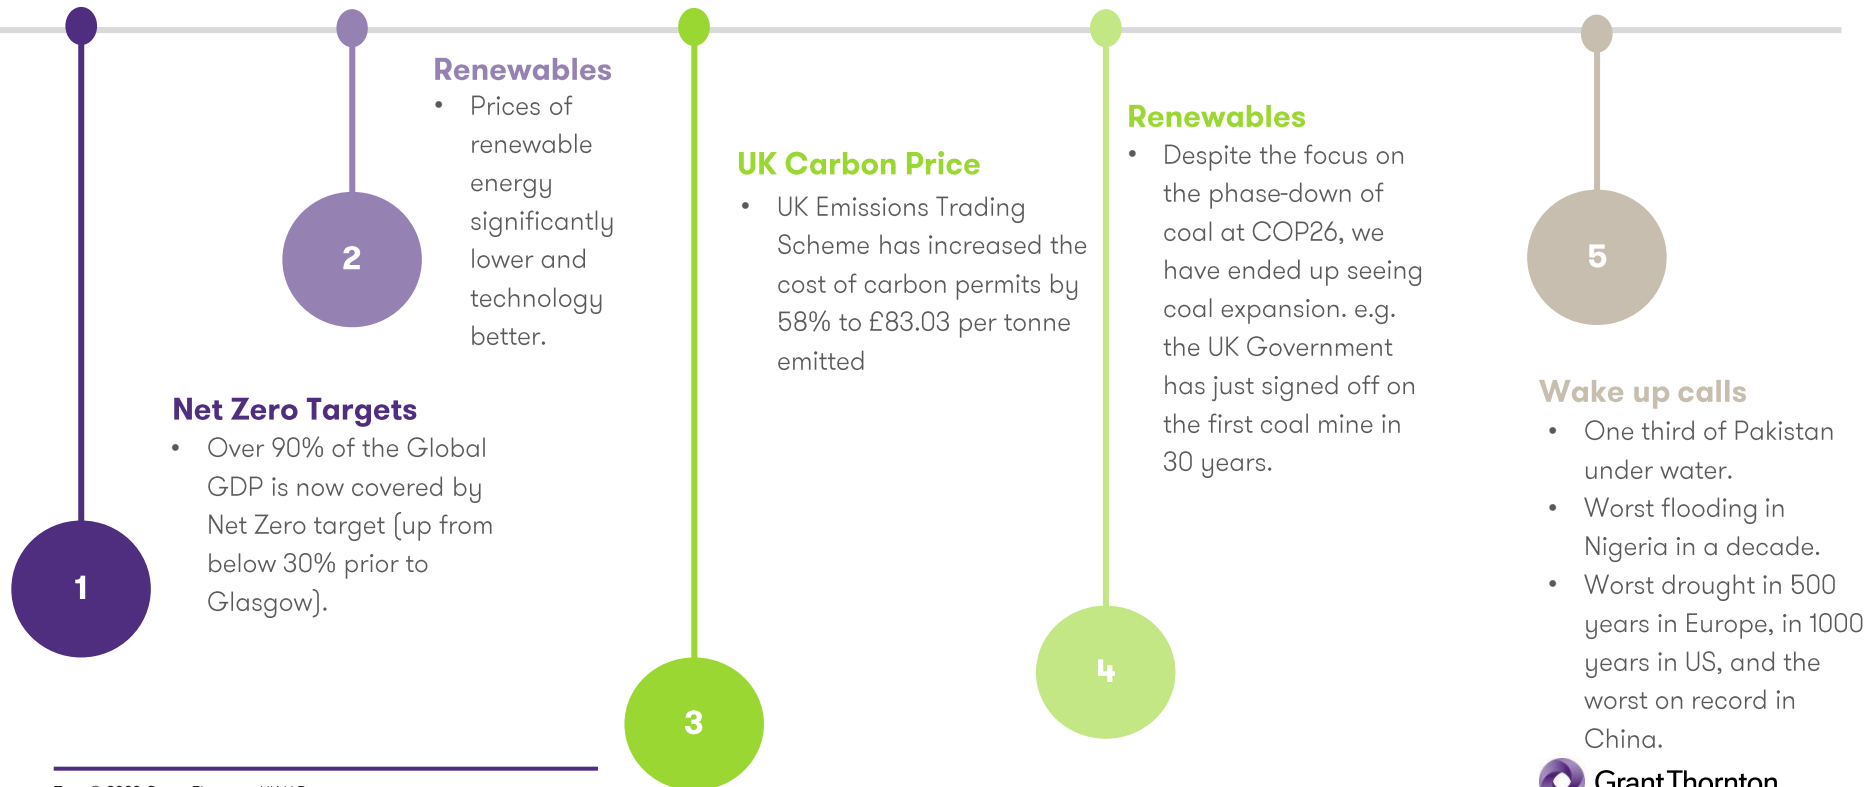 1
Net Zero Targets
• Over 90% of the Global
GDP is now covered by
Net Zero target (up from
below 30% prior to
Glasgow).
2
Renewables
• Prices of
renewable
energy
significantly
lower and
technology
better.
3
UK Carbon Price
• UK Emissions Trading
Scheme has increased the
cost of carbon permits by
58% to £83.03 per tonne
emitted
4
Renewables
• Despite the focus on
the phase-down of
coal at COP26, we
have ended up seeing
coal expansion. e.g.
the UK Government
has just signed off on
the first coal mine in
30 years.
5
Wake up calls
• One third of Pakistan
under water.
• Worst flooding in
Nigeria in a decade.
• Worst drought in 500
years in Europe, in 1000
years in US, and the
worst on record in
China.
Grant Thornton